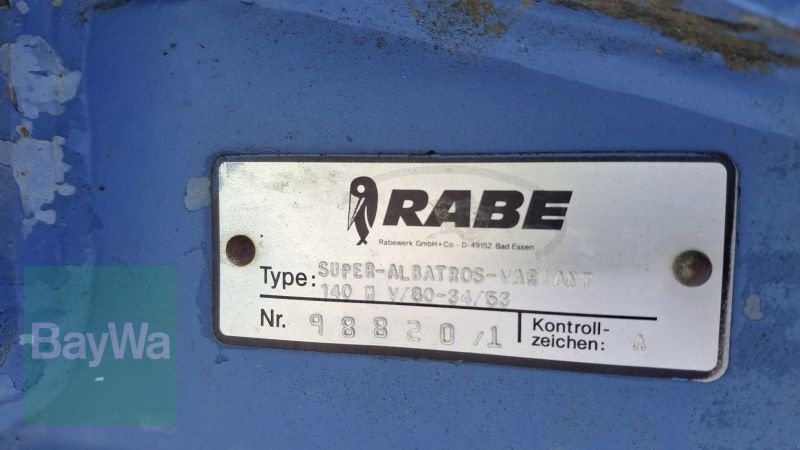 RABE
Rabewerk GmbH+Co · D-49152 Bad Essen
Type: SUPER-ALBATROS-VARIANT
140 M V/80-34/53
Nr. 98820/1
Kontroll-
zeichen: A
BayWa